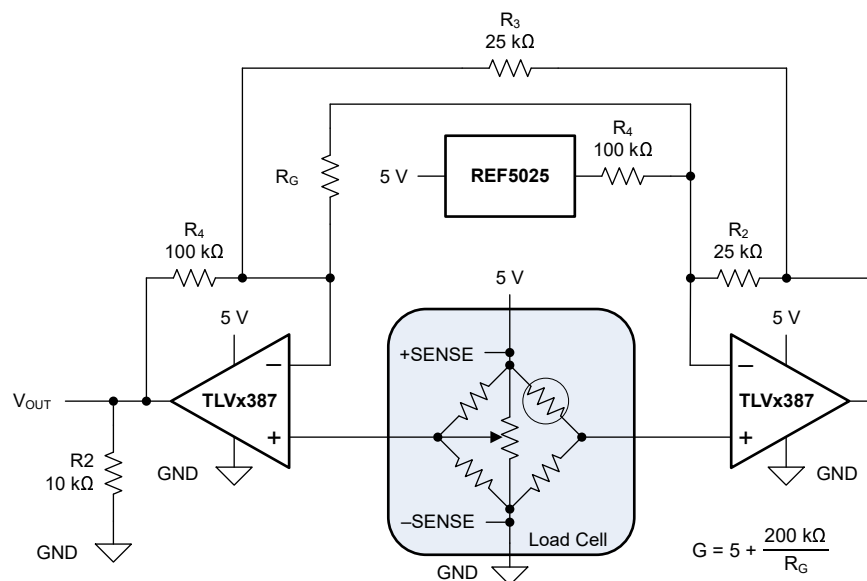 R3
25 kΩ
R4
100 kΩ
RG
5 V
REF5025
R4
100 kΩ
R2
25 kΩ
5 V
5 V
+SENSE
5 V
VOUT
TLVx387
–
+
–
+
TLVx387
R2
10 kΩ
GND
GND
–SENSE
Load Cell
GND
GND
G = 5 + 200 kΩ / RG